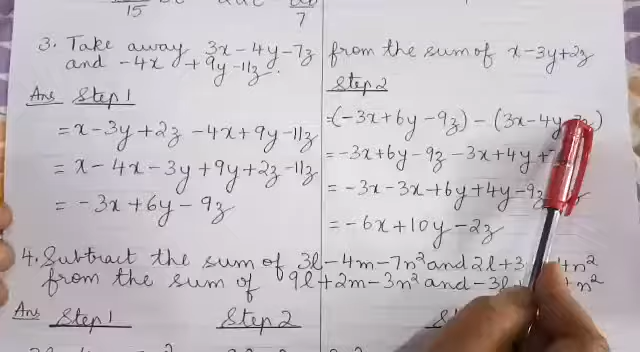 15
7
3. Take away 3x-4y-7z from the sum of x-3y+2z
and -4x+9y-11z.
Ans Step 1
= x-3y+2z-4x+9y-11z
= x-4x-3y+9y+2z-11z
= -3x+6y-9z
Step 2
=(-3x+6y-9z)-(3x-4y
= -3x+6y-9z-3x+4y+
= -3x-3x+6y+4y-9z
= -6x+10y-2z
4. Subtract the sum of 3l-4m-7n² and 2l+3 4n²
from the sum of 9l+2m-3n² and -3l n²
Ans Step 1 Step 2